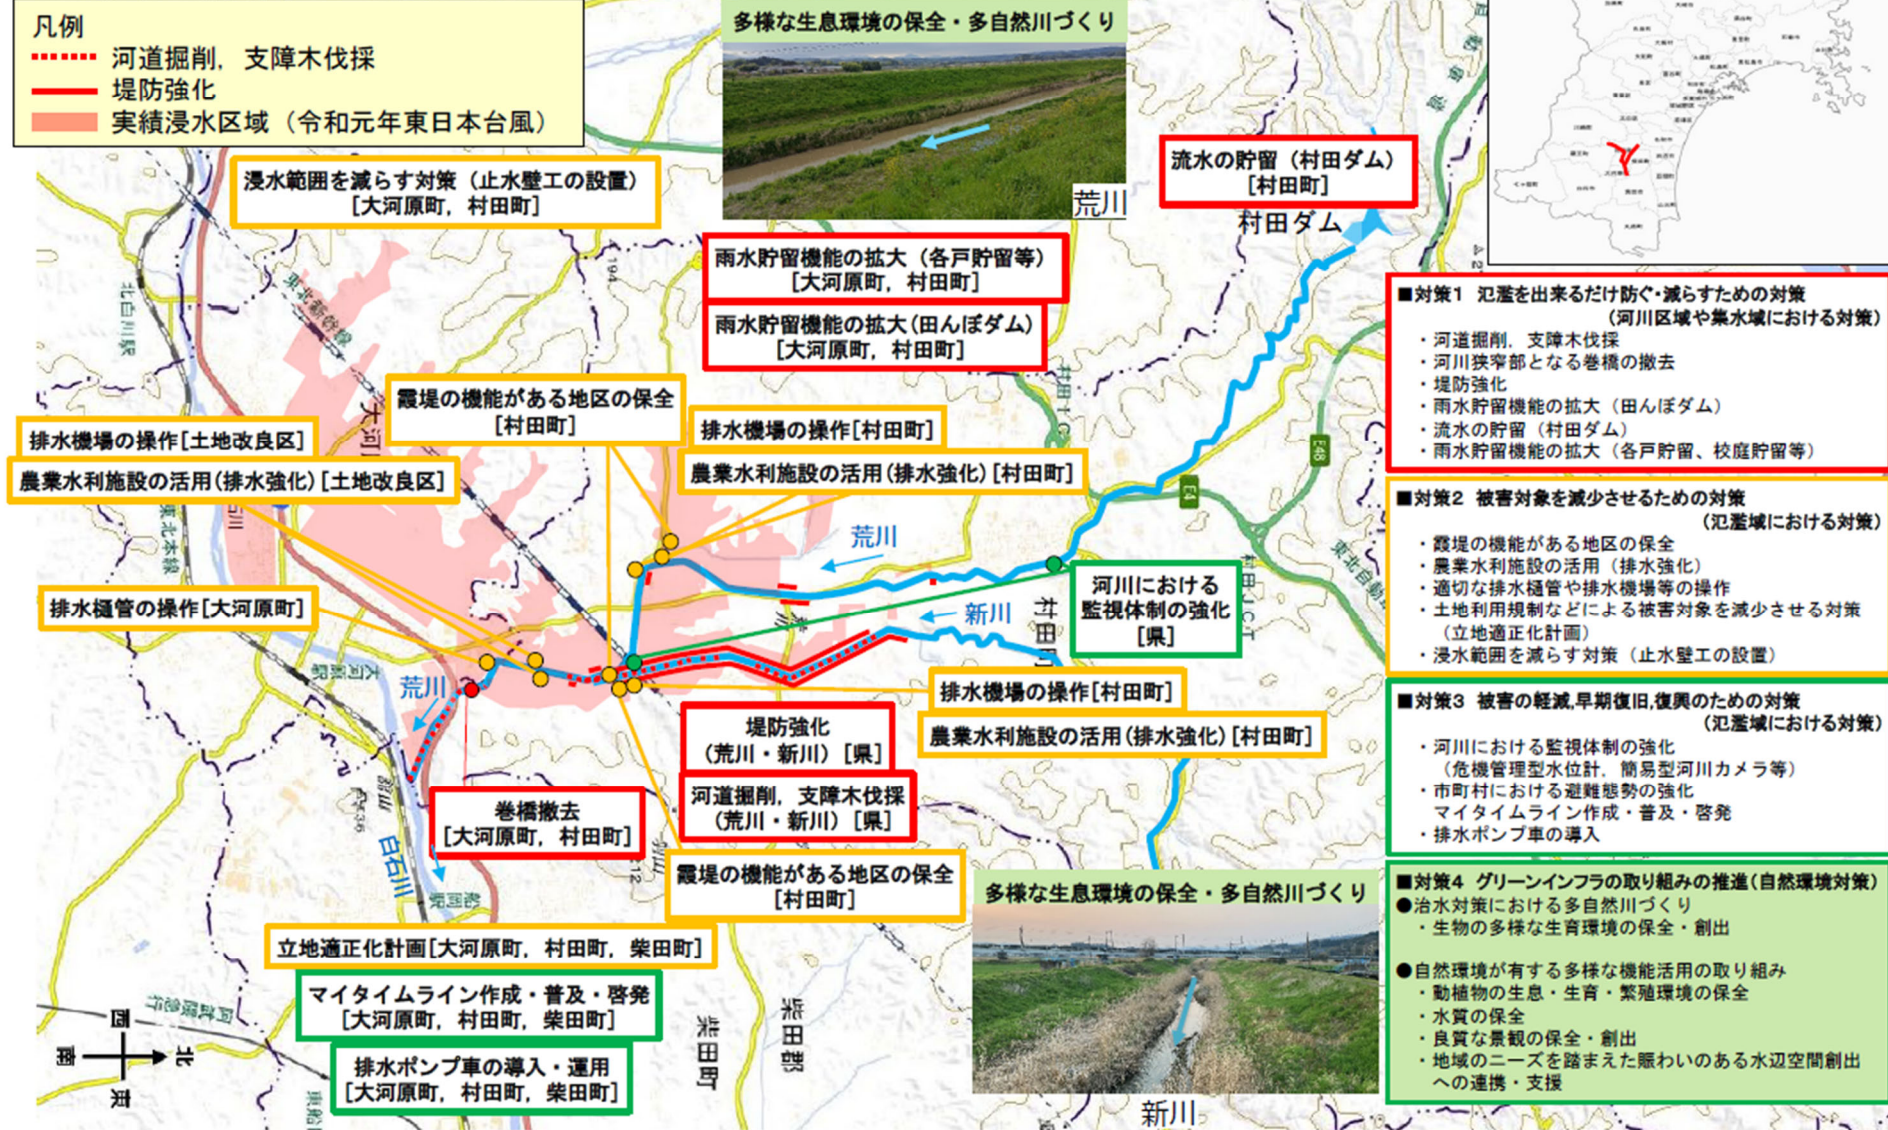 凡例
河道掘削，支障木伐採
堤防強化
実績浸水区域（令和元年東日本台風）
多様な生息環境の保全・多自然川づくり
荒川
浸水範囲を減らす対策（止水壁工の設置）
[大河原町，村田町]
流水の貯留（村田ダム）
[村田町]
村田ダム
雨水貯留機能の拡大（各戸貯留等）
[大河原町，村田町]
雨水貯留機能の拡大(田んぼダム)
[大河原町，村田町]
霞堤の機能がある地区の保全
[村田町]
排水機場の操作[土地改良区]
農業水利施設の活用(排水強化)[土地改良区]
排水機場の操作[村田町]
農業水利施設の活用(排水強化)[村田町]
排水樋管の操作[大河原町]
荒川
新川
河川における
監視体制の強化
[県]
荒川
排水機場の操作[村田町]
農業水利施設の活用(排水強化)[村田町]
堤防強化
（荒川・新川）[県]
河道掘削，支障木伐採
（荒川・新川）[県]
巻橋撤去
[大河原町，村田町]
霞堤の機能がある地区の保全
[村田町]
立地適正化計画[大河原町，村田町，柴田町]
マイタイムライン作成・普及・啓発
[大河原町，村田町，柴田町]
排水ポンプ車の導入・運用
[大河原町，村田町，柴田町]
北白川駅
東北新幹線
東北本線
大河原駅
白石川
船岡駅
阿武隈急行
村田IC
村田JCT
村田町
E4
E48
194
柴田町
柴田郡
西
南
北
東
多様な生息環境の保全・多自然川づくり
新川
■対策1 氾濫を出来るだけ防ぐ・減らすための対策
（河川区域や集水域における対策）
・河道掘削，支障木伐採
・河川狭窄部となる巻橋の撤去
・堤防強化
・雨水貯留機能の拡大（田んぼダム）
・流水の貯留（村田ダム）
・雨水貯留機能の拡大（各戸貯留、校庭貯留等）
■対策2 被害対象を減少させるための対策
（氾濫域における対策）
・霞堤の機能がある地区の保全
・農業水利施設の活用（排水強化）
・適切な排水樋管や排水機場等の操作
・土地利用規制などによる被害対象を減少させる対策
（立地適正化計画）
・浸水範囲を減らす対策（止水壁工の設置）
■対策3 被害の軽減,早期復旧,復興のための対策
（氾濫域における対策）
・河川における監視体制の強化
（危機管理型水位計，簡易型河川カメラ等）
・市町村における避難態勢の強化
マイタイムライン作成・普及・啓発
・排水ポンプ車の導入
■対策4 グリーンインフラの取り組みの推進(自然環境対策)
●治水対策における多自然川づくり
・生物の多様な生育環境の保全・創出
●自然環境が有する多様な機能活用の取り組み
・動植物の生息・生育・繁殖環境の保全
・水質の保全
・良質な景観の保全・創出
・地域のニーズを踏まえた賑わいのある水辺空間創出
への連携・支援